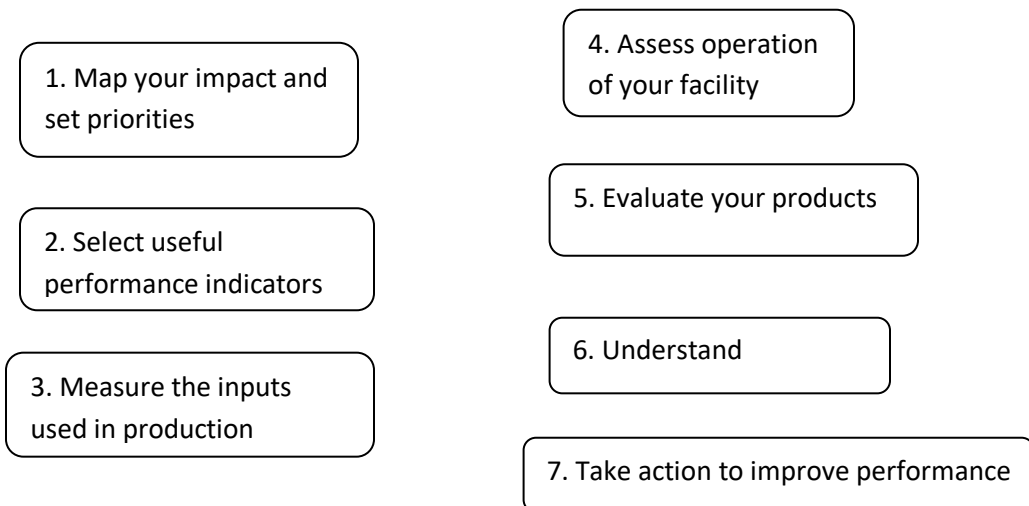 1. Map your impact and
set priorities
2. Select useful
performance indicators
3. Measure the inputs
used in production
4. Assess operation
of your facility
5. Evaluate your products
6. Understand
7. Take action to improve performance